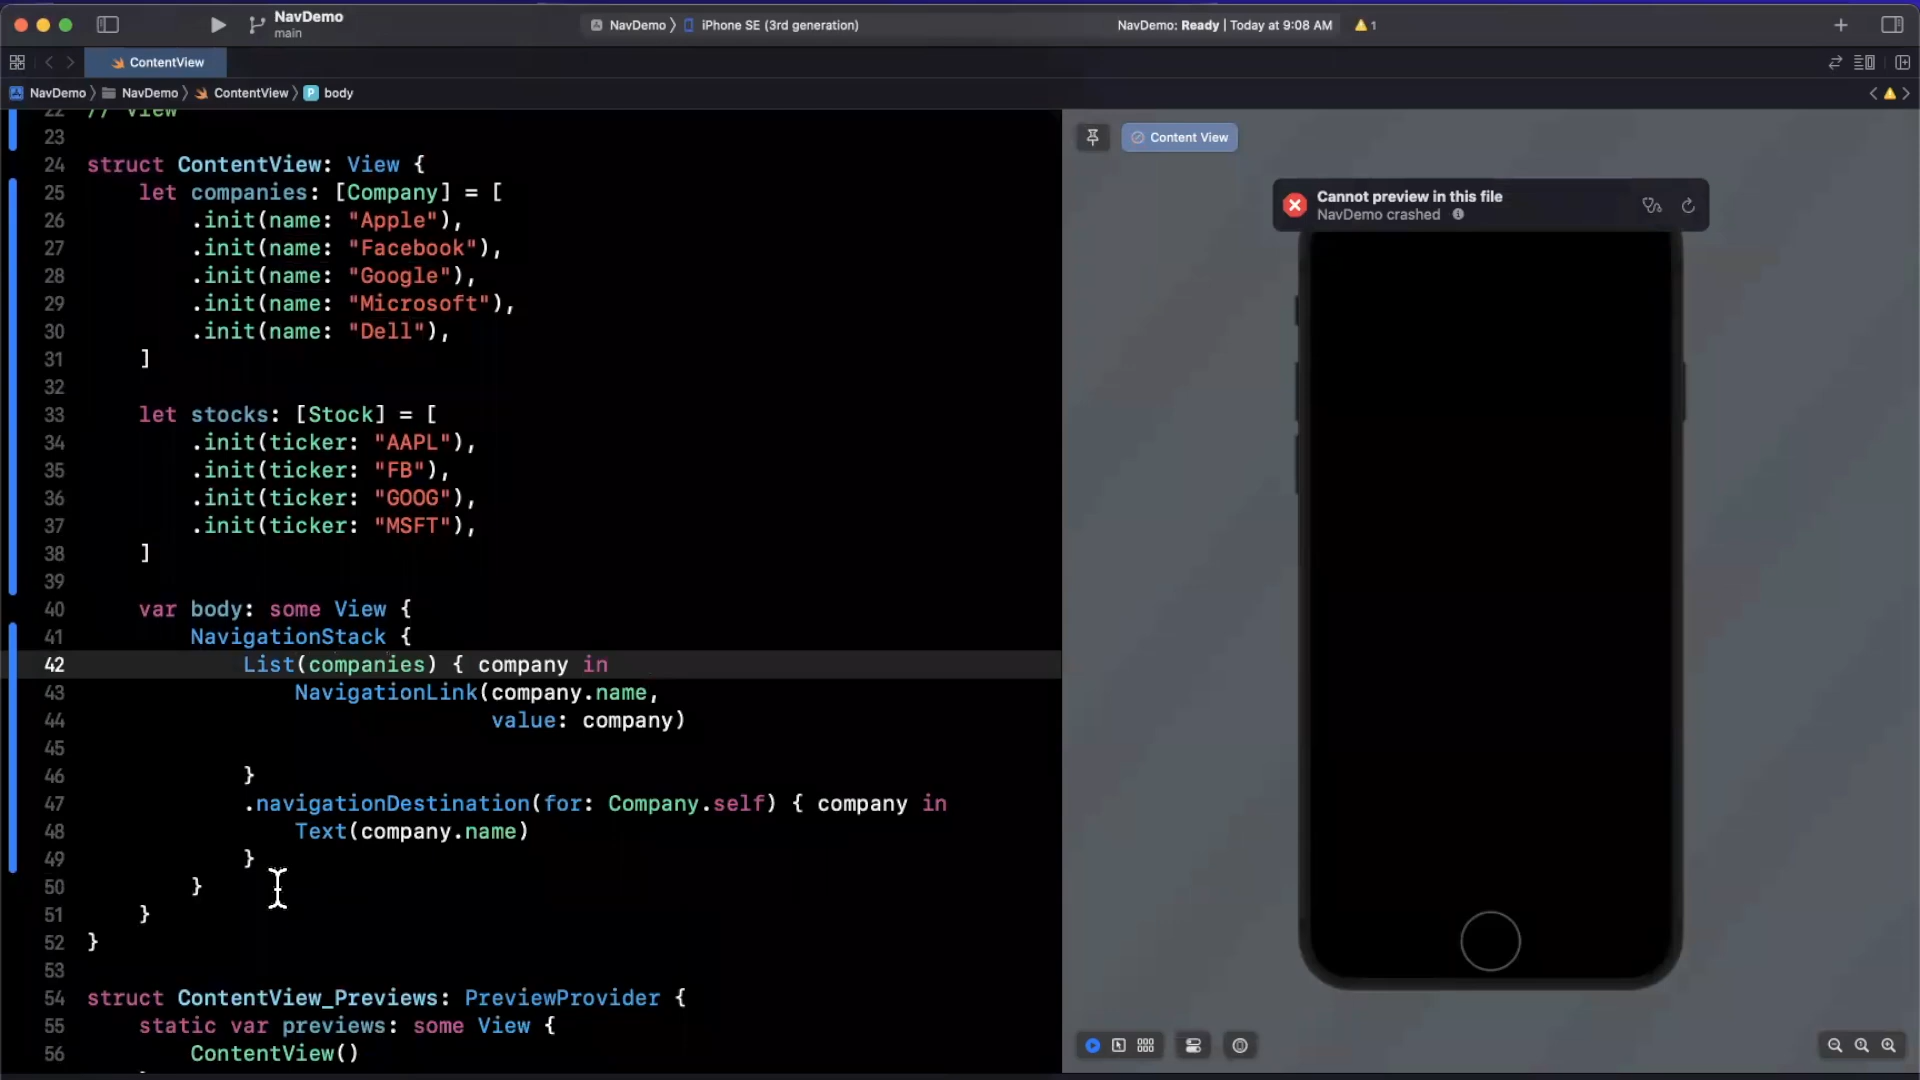 NavDemo
main
NavDemo 〉 iPhone SE (3rd generation)
NavDemo: Ready | Today at 9:08 AM
1
ContentView
NavDemo 〉 NavDemo 〉 ContentView 〉 P body
22 // View
23
24 struct ContentView: View {
25     let companies: [Company] = [
26         .init(name: "Apple"),
27         .init(name: "Facebook"),
28         .init(name: "Google"),
29         .init(name: "Microsoft"),
30         .init(name: "Dell"),
31     ]
32
33     let stocks: [Stock] = [
34         .init(ticker: "AAPL"),
35         .init(ticker: "FB"),
36         .init(ticker: "GOOG"),
37         .init(ticker: "MSFT"),
38     ]
39
40     var body: some View {
41         NavigationStack {
42             List(companies) { company in
43                 NavigationLink(company.name,
44                                value: company)
45
46             }
47             .navigationDestination(for: Company.self) { company in
48                 Text(company.name)
49             }
50         }
51     }
52 }
53
54 struct ContentView_Previews: PreviewProvider {
55     static var previews: some View {
56         ContentView()
Content View
Cannot preview in this file
NavDemo crashed